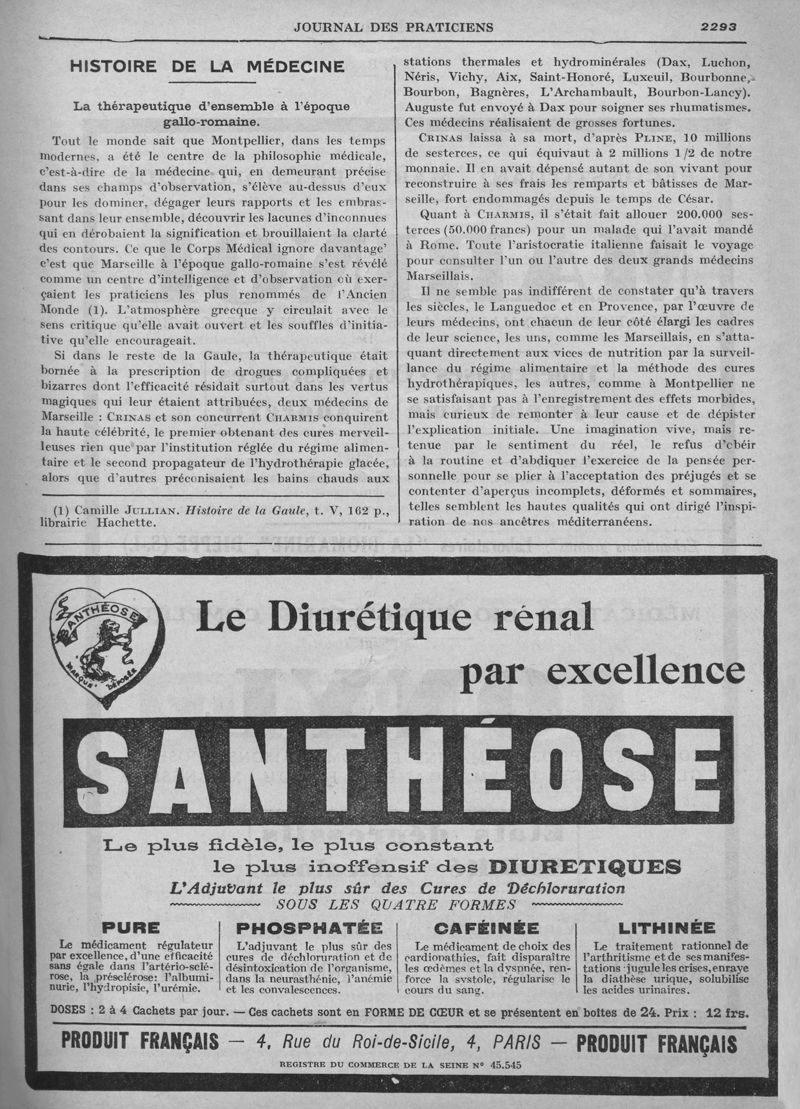 JOURNAL DES PRATICIENS 2293
HISTOIRE DE LA MÉDECINE
La thérapeutique d'ensemble à l'époque
gallo-romaine.
Tout le monde sait que Montpellier, dans les temps
modernes, a été le centre de la philosophie médicale,
c'est-à-dire de la médecine qui, en demeurant précise
dans ses champs d'observation, s'élève au-dessus d'eux
pour les dominer, dégager leurs rapports et les embras-
sant dans leur ensemble, découvrir les lacunes d'inconnues
qui en dérobaient la signification et brouillaient la clarté
des contours. Ce que le Corps Médical ignore davantage'
c'est que Marseille à l'époque gallo-romaine s'est révélé
comme un centre d'intelligence et d'observation où exer-
çaient les praticiens les plus renommés de l'Ancien
Monde (1). L'atmosphère grecque y circulait avec le
sens critique qu'elle avait ouvert et les souffles d'initia-
tive qu'elle encourageait.
Si dans le reste de la Gaule, la thérapeutique était
bornée à la prescription de drogues compliquées et
bizarres dont l'efficacité résidait surtout dans les vertus
magiques qui leur étaient attribuées, deux médecins de
Marseille : CRINAS et son concurrent CHARMIS conquirent
la haute célébrité, le premier obtenant des cures merveil-
leuses rien que par l'institution réglée du régime alimen-
taire et le second propagateur de l'hydrothérapie glacée,
alors que d'autres préconisaient les bains chauds aux
(1) Camille JULLIAN. Histoire de la Gaule, t. V, 162 p.,
librairie Hachette.
stations thermales et hydrominérales (Dax, Luchon,
Néris, Vichy, Aix, Saint-Honoré, Luxeuil, Bourbonne,
Bourbon, Bagnères, L'Archambault, Bourbon-Lancy).
Auguste fut envoyé à Dax pour soigner ses rhumatismes.
Ces médecins réalisaient de grosses fortunes.
CRINAS laissa à sa mort, d'après PLINE, 10 millions
de sesterces, ce qui équivaut à 2 millions 1/2 de notre
monnaie. Il en avait dépensé autant de son vivant pour
reconstruire à ses frais les remparts et bâtisses de Mar-
seille, fort endommagés depuis le temps de César.
Quant à CHARMIS, il s'était fait allouer 200.000 ses-
terces (50.000 francs) pour un malade qui l'avait mandé
à Rome. Toute l'aristocratie italienne faisait le voyage
pour consulter l'un ou l'autre des deux grands médecins
Marseillais.
Il ne semble pas indifférent de constater qu'à travers
les siècles, le Languedoc et en Provence, par l'œuvre de
leurs médecins, ont chacun de leur côté élargi les cadres
de leur science, les uns, comme les Marseillais, en s'atta-
quant directement aux vices de nutrition par la surveil-
lance du régime alimentaire et la méthode des cures
hydrothérapiques, les autres, comme à Montpellier ne
se satisfaisant pas à l'enregistrement des effets morbides,
mais curieux de remonter à leur cause et de dépister
l'explication initiale. Une imagination vive, mais re-
tenue par le sentiment du réel, le refus d'obéir
à la routine et d'abdiquer l'exercice de la pensée per-
sonnelle pour se plier à l'acceptation des préjugés et se
contenter d'aperçus incomplets, déformés et sommaires,
telles semblent les hautes qualités qui ont dirigé l'inspi-
ration de nos ancêtres méditerranéens.
SANTHÉOSE
MARQUE DÉPOSÉE
Le Diurétique rénal
par excellence
SANTHÉOSE
Le plus fidèle, le plus constant
le plus inoffensif des DIURETIQUES
L'Adjuvant le plus sûr des Cures de Déchloruration
SOUS LES QUATRE FORMES
PURE
Le médicament régulateur
par excellence, d'une efficacité
sans égale dans l'artério-sclé-
rose, la présclérose; l'albumi-
nurie, l'hydropisie, l'urémie.
PHOSPHATÉE
L'adjuvant le plus sûr des
cures de déchloruration et de
désintoxication de l'organisme,
dans la neurasthénie, l'anémie
et les convalescences.
CAFÉINÉE
Le médicament de choix des
cardiopathies, fait disparaître
les œdèmes et la dyspnée, ren-
force la systole, régularise le
cours du sang.
LITHINÉE
Le traitement rationnel de
l'arthritisme et de ses manifes-
tations : jugule les crises, enraye
la diathèse urique, solubilise
les acides urinaires.
DOSES : 2 à 4 Cachets par jour. — Ces cachets sont en FORME DE CŒUR et se présentent en boîtes de 24. Prix : 12 frs.
PRODUIT FRANÇAIS — 4, Rue du Roi-de-Sicile, 4, PARIS — PRODUIT FRANÇAIS
REGISTRE DU COMMERCE DE LA SEINE N° 45.545